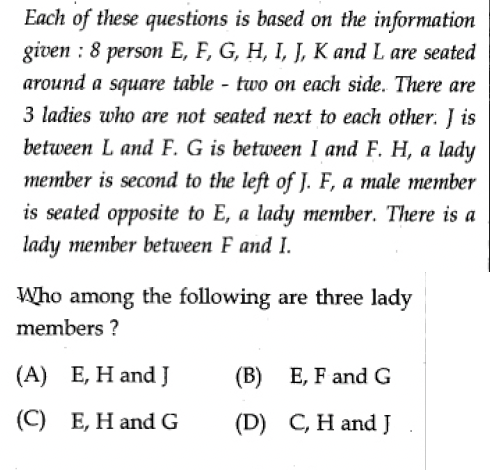 Each of these questions is based on the information
given : 8 person E, F, G, H, I, J, K and L are seated
around a square table - two on each side. There are
3 ladies who are not seated next to each other. J is
between L and F. G is between I and F. H, a lady
member is second to the left of J. F, a male member
is seated opposite to E, a lady member. There is a
lady member between F and I.
Who among the following are three lady
members ?
(A) E, H and J (B) E, F and G
(C) E, H and G (D) C, H and J